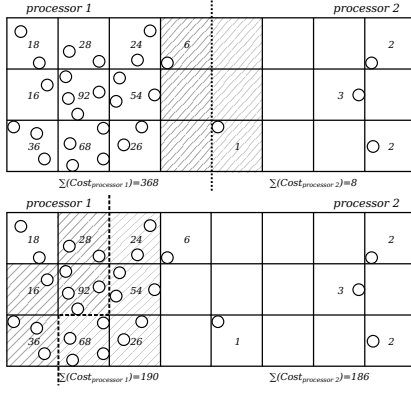 processor 1 processor 2
18 28 24 6 2
16 92 54 3
36 68 26 1 2
∑(Cost_processor 1)=368 ∑(Cost_processor 2)=8
processor 1 processor 2
18 28 24 6 2
16 92 54 3
36 68 26 1 2
∑(Cost_processor 1)=190 ∑(Cost_processor 2)=186